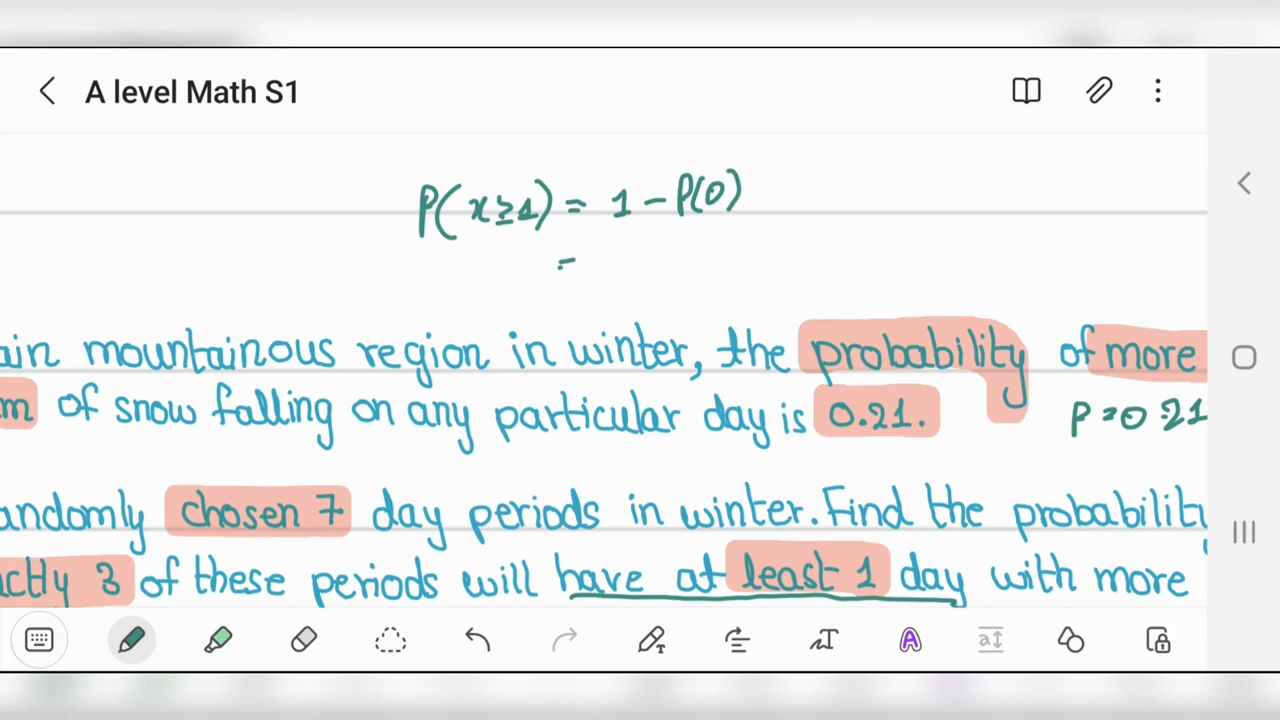 A level Math S1
P(x≥1) = 1 - P(0)
=
ain mountainous region in winter, the probability of more
m of snow falling on any particular day is 0.21. P=0 21
andomly chosen 7 day periods in winter. Find the probability
actly 3 of these periods will have at least 1 day with more